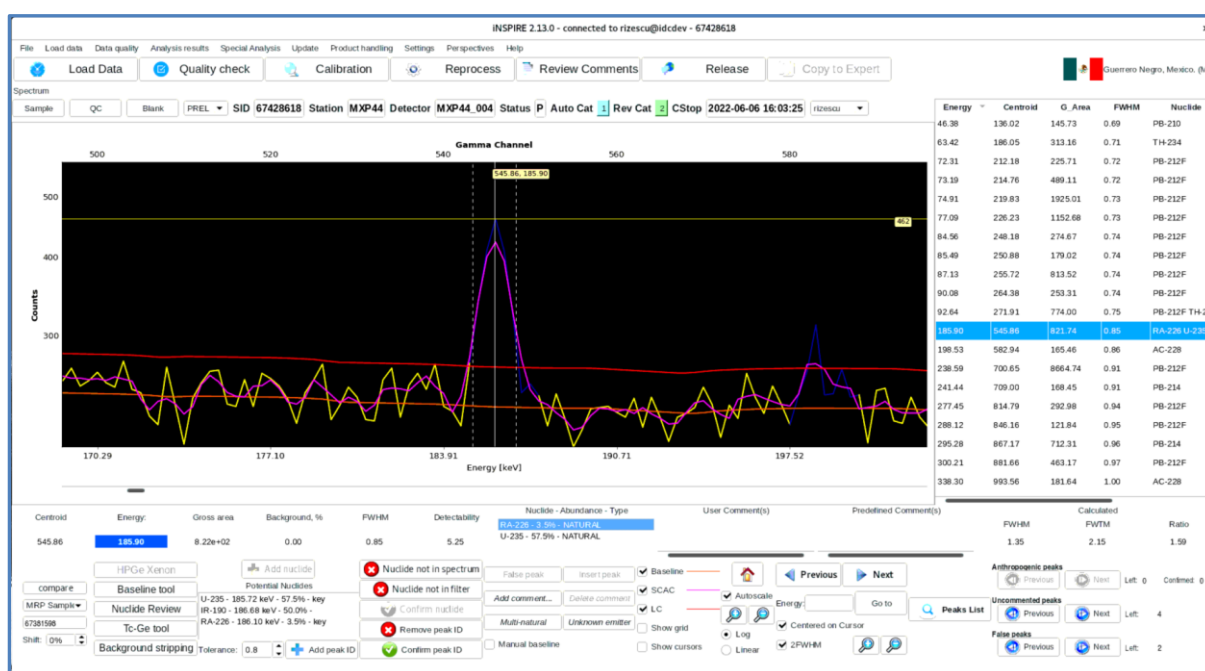 iNSPIRE 2.13.0 - connected to rizescu@idcdev - 67428618
File Load data Data quality Analysis results Special Analysis Update Product handling Settings Perspectives Help
Load Data Quality check Calibration Reprocess Review Comments Release Copy to Expert Guerrero Negro, Mexico. (M
Spectrum
Sample QC Blank PREL SID 67428618 Station MXP44 Detector MXP44_004 Status P Auto Cat 1 Rev Cat 2 CStop 2022-06-06 16:03:25 rizescu
Gamma Channel
500 520 540 560 580
545.86, 185.90
462
Counts
500
400
300
170.29 177.10 183.91 190.71 197.52
Energy [keV]
Energy Centroid G_Area FWHM Nuclide
46.38 136.02 145.73 0.69 PB-210
63.42 186.05 313.16 0.71 TH-234
72.31 212.18 225.71 0.72 PB-212F
73.19 214.76 489.11 0.72 PB-212F
74.91 219.83 1925.01 0.73 PB-212F
77.09 226.23 1152.68 0.73 PB-212F
84.56 248.18 274.67 0.74 PB-212F
85.49 250.88 179.02 0.74 PB-212F
87.13 255.72 813.52 0.74 PB-212F
90.08 264.38 253.31 0.74 PB-212F
92.64 271.91 774.00 0.75 PB-212F TH-2
185.90 545.86 821.74 0.85 RA-226 U-235
198.53 582.94 165.46 0.86 AC-228
238.59 700.65 8664.74 0.91 PB-212F
241.44 709.00 168.45 0.91 PB-214
277.45 814.79 292.98 0.94 PB-212F
288.12 846.16 121.84 0.95 PB-212F
295.28 867.17 712.31 0.96 PB-214
300.21 881.66 463.17 0.97 PB-212F
338.30 993.56 181.64 1.00 AC-228
Centroid Energy: Gross area Background, % FWHM Detectability
545.86 185.90 8.22e+02 0.00 0.85 5.25
Nuclide - Abundance - Type
RA-226 - 3.5% - NATURAL
U-235 - 57.5% - NATURAL
User Comment(s)
Predefined Comment(s)
Calculated
FWHM FWTM Ratio
1.35 2.15 1.59
compare
MRP Sample
67381598
Shift: 0%
HPGe Xenon
Baseline tool
Nuclide Review
Tc-Ge tool
Background stripping
Add nuclide
Potential Nuclides
U-235 - 185.72 keV - 57.5% - key
IR-190 - 186.68 keV - 50.0% -
RA-226 - 186.10 keV - 3.5% - key
Tolerance: 0.8 Add peak ID
Nuclide not in spectrum
Nuclide not in filter
Confirm nuclide
Remove peak ID
Confirm peak ID
False peak Insert peak
Add comment... Delete comment
Multi-natural Unknown emitter
Manual baseline
Baseline
SCAC
LC
Show grid
Show cursors
Autoscale
Log
Linear
Previous Next
Energy: Go to
Centered on Cursor
2FWHM
Peaks List
Anthropogenic peaks
Previous Next Left: 0 Confirmed: 0
Uncommented peaks
Previous Next Left: 4
False peaks
Previous Next Left: 2